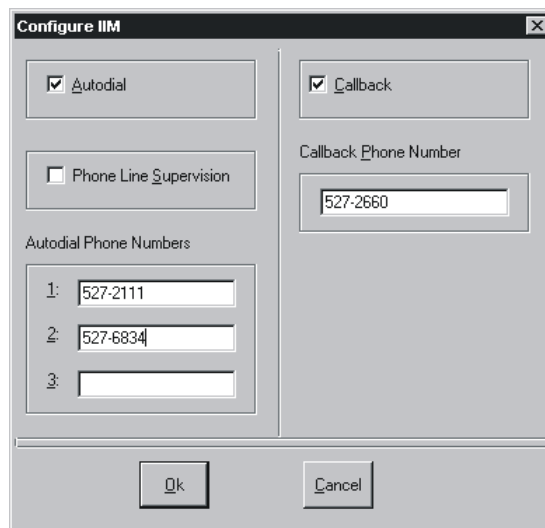 Configure IIM
Autodial
Phone Line Supervision
Autodial Phone Numbers
1: 527-2111
2: 527-6834
3:
Callback
Callback Phone Number
527-2660
Ok
Cancel